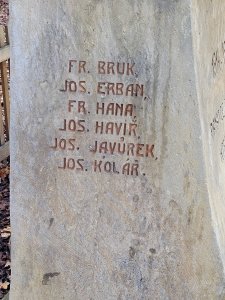 FR. BRUK,
JOS. ERBAN,
FR. HANA,
JOS. HAVÍŘ,
JOS. JAVŮREK,
JOS. KOLÁŘ.